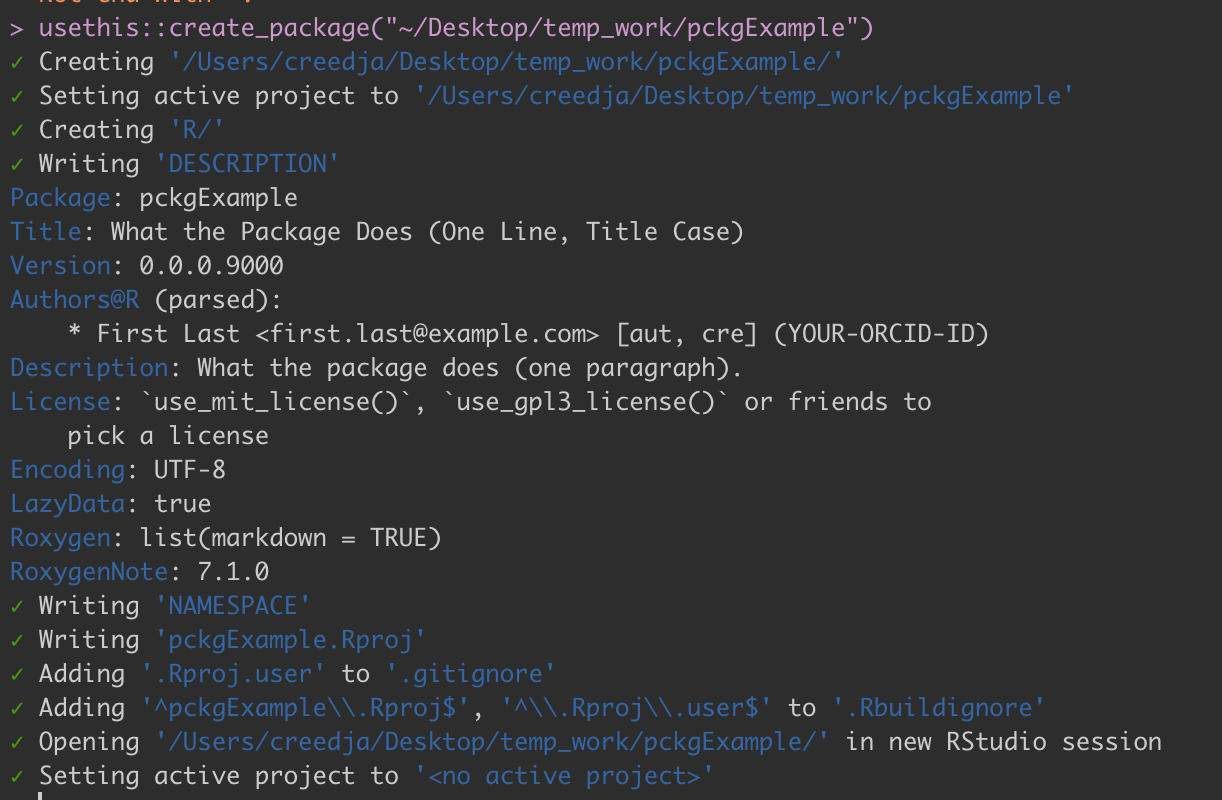 > usethis::create_package("~/Desktop/temp_work/pckgExample")
✓ Creating '/Users/creedja/Desktop/temp_work/pckgExample/'
✓ Setting active project to '/Users/creedja/Desktop/temp_work/pckgExample'
✓ Creating 'R/'
✓ Writing 'DESCRIPTION'
Package: pckgExample
Title: What the Package Does (One Line, Title Case)
Version: 0.0.0.9000
Authors@R (parsed):
    * First Last <first.last@example.com> [aut, cre] (YOUR-ORCID-ID)
Description: What the package does (one paragraph).
License: `use_mit_license()`, `use_gpl3_license()` or friends to
    pick a license
Encoding: UTF-8
LazyData: true
Roxygen: list(markdown = TRUE)
RoxygenNote: 7.1.0
✓ Writing 'NAMESPACE'
✓ Writing 'pckgExample.Rproj'
✓ Adding '.Rproj.user' to '.gitignore'
✓ Adding '^pckgExample\\.Rproj$', '^\\.Rproj\\.user$' to '.Rbuildignore'
✓ Opening '/Users/creedja/Desktop/temp_work/pckgExample/' in new RStudio session
✓ Setting active project to '<no active project>'